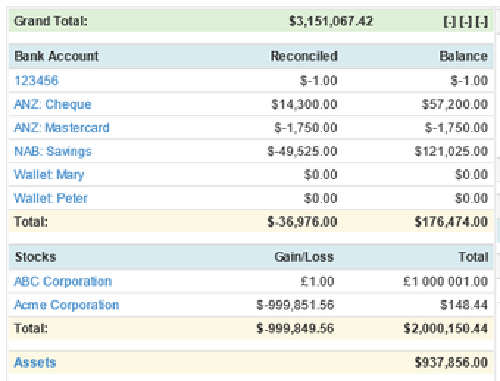 Grand Total: $3,151,067.42 [-] [-] [-]
Bank Account Reconciled Balance
123456 $-1.00 $-1.00
ANZ: Cheque $14,300.00 $57,200.00
ANZ: Mastercard $-1,750.00 $-1,750.00
NAB: Savings $-49,525.00 $121,025.00
Wallet: Mary $0.00 $0.00
Wallet: Peter $0.00 $0.00
Total: $-36,976.00 $176,474.00
Stocks Gain/Loss Total
ABC Corporation £1.00 £1 000 001.00
Acme Corporation $-999,851.56 $148.44
Total: $-999,849.56 $2,000,150.44
Assets $937,856.00